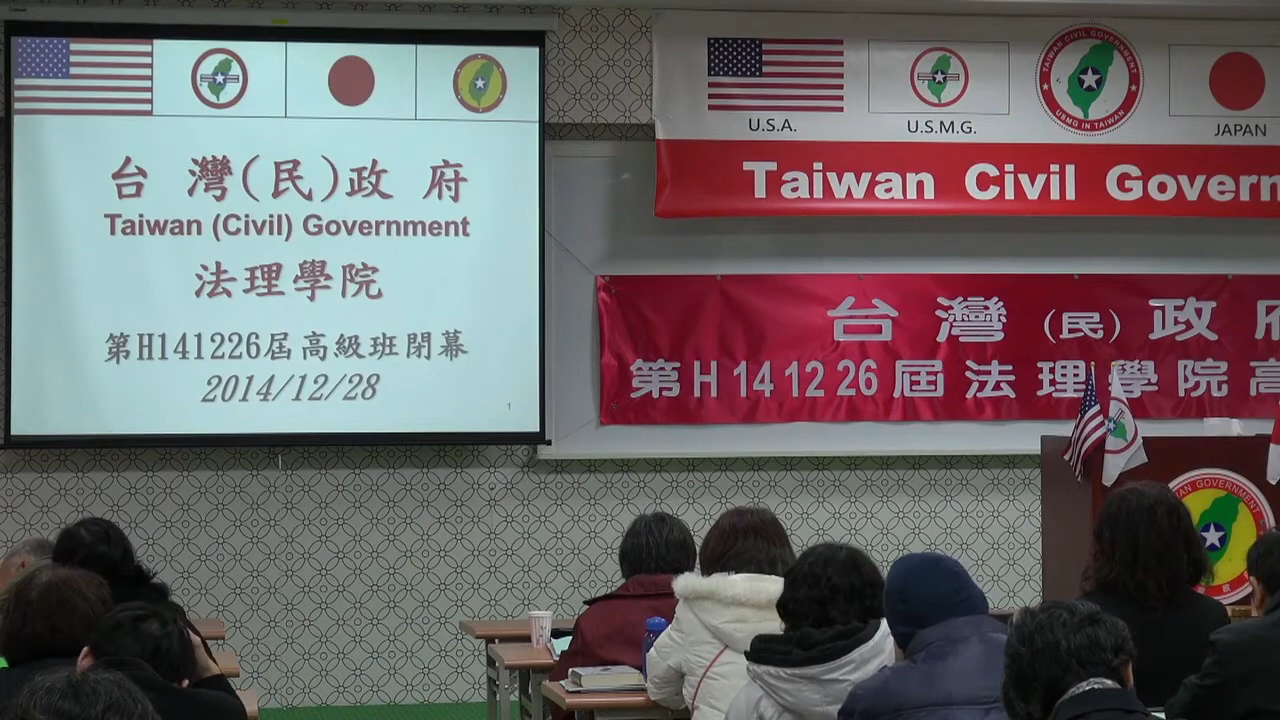 台 灣(民)政 府
Taiwan (Civil) Government
法理學院
第H141226屆高級班閉幕
2014/12/28
1
U.S.A.
U.S.M.G.
TAIWAN CIVIL GOVERNMENT
USMG IN TAIWAN
JAPAN
Taiwan Civil Govern
台 灣 (民) 政 府
第 H 14 12 26 屆 法 理 學 院 高
GOVERNMENT